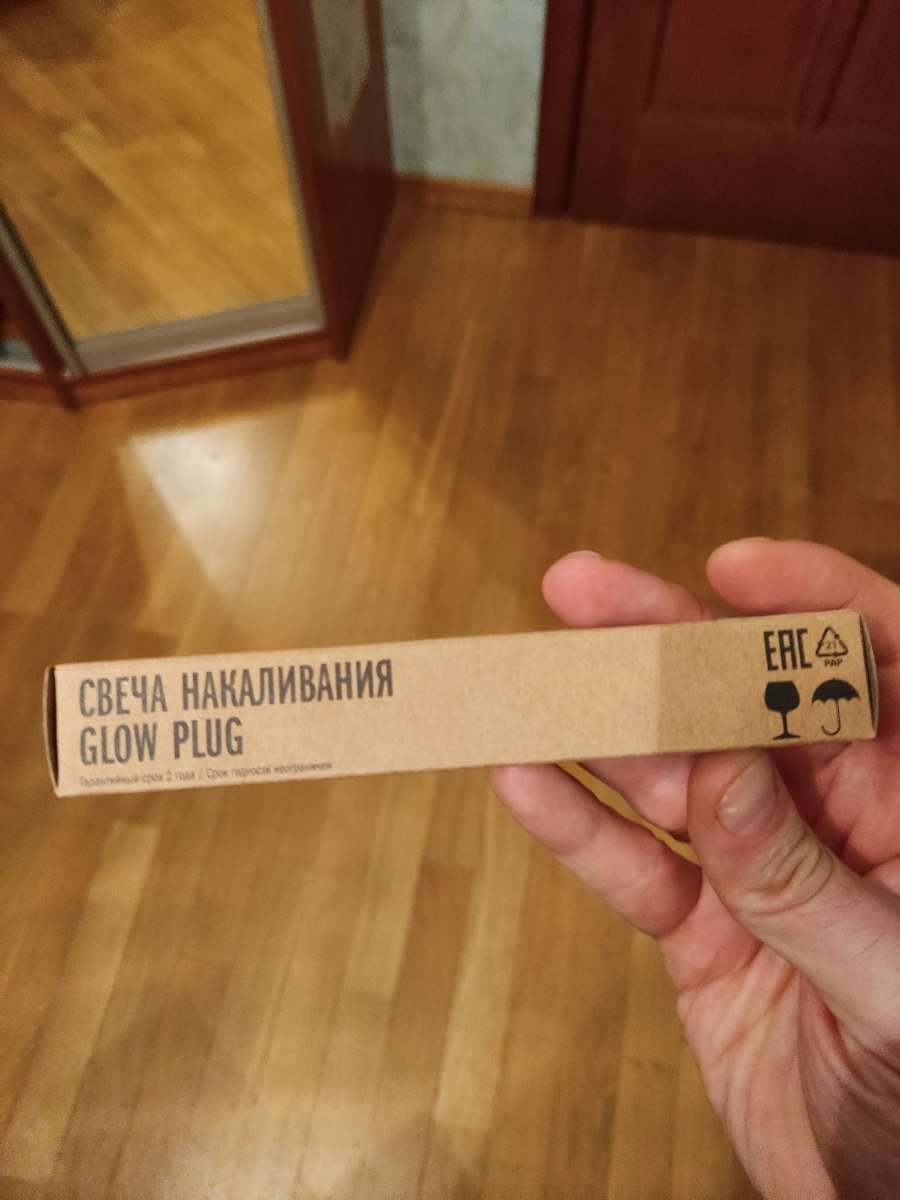 СВЕЧА НАКАЛИВАНИЯ
GLOW PLUG
Гарантийный срок 2 года / Срок годности неограничен
EAC
21
PAP